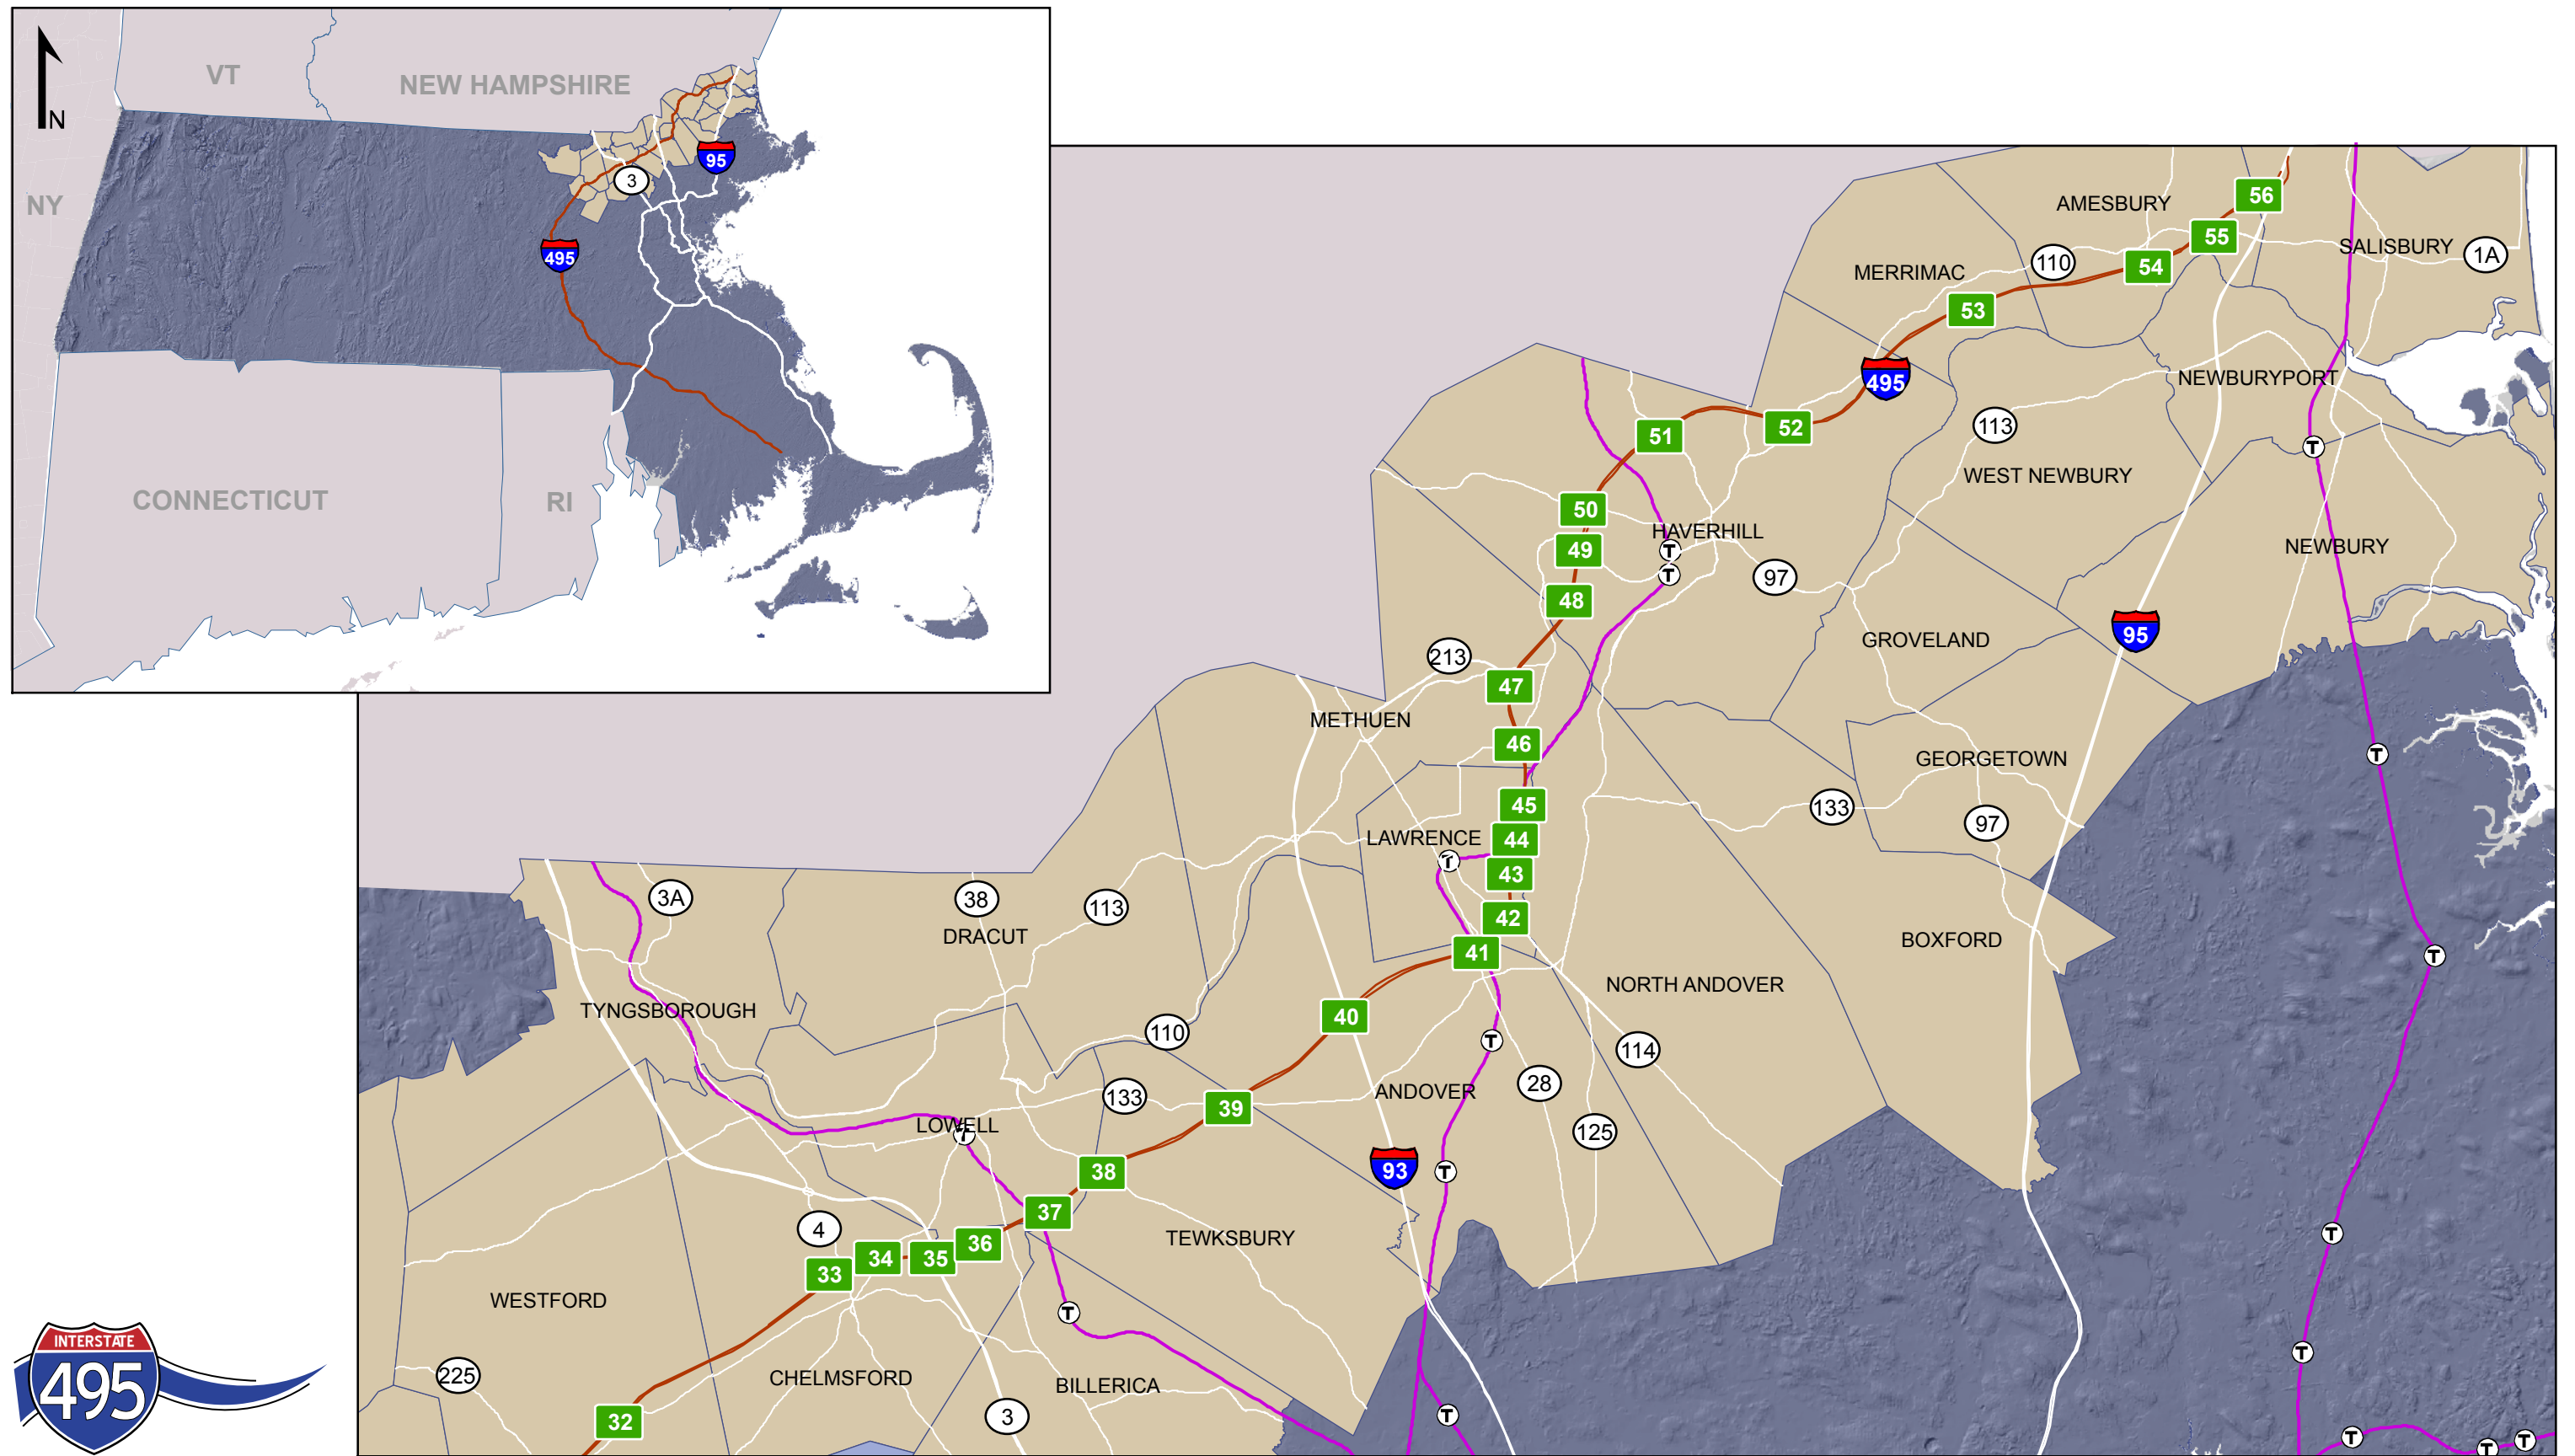 VT
NEW HAMPSHIRE
N
95
3
NY
495
CONNECTICUT
RI
56
AMESBURY
55
SALISBURY
1A
110
54
MERRIMAC
53
495
NEWBURYPORT
113
52
51
T
WEST NEWBURY
50
HAVERHILL
49
T
NEWBURY
T
97
48
95
GROVELAND
213
47
METHUEN
46
T
GEORGETOWN
45
133
97
LAWRENCE
44
T
43
3A
38
113
42
DRACUT
BOXFORD
41
T
NORTH ANDOVER
TYNGSBOROUGH
40
110
T
114
28
ANDOVER
133
39
LOWELL
T
125
93
38
T
37
4
TEWKSBURY
T
36
35
34
33
WESTFORD
T
INTERSTATE
495
T
225
CHELMSFORD
BILLERICA
3
T
32
T
T
T